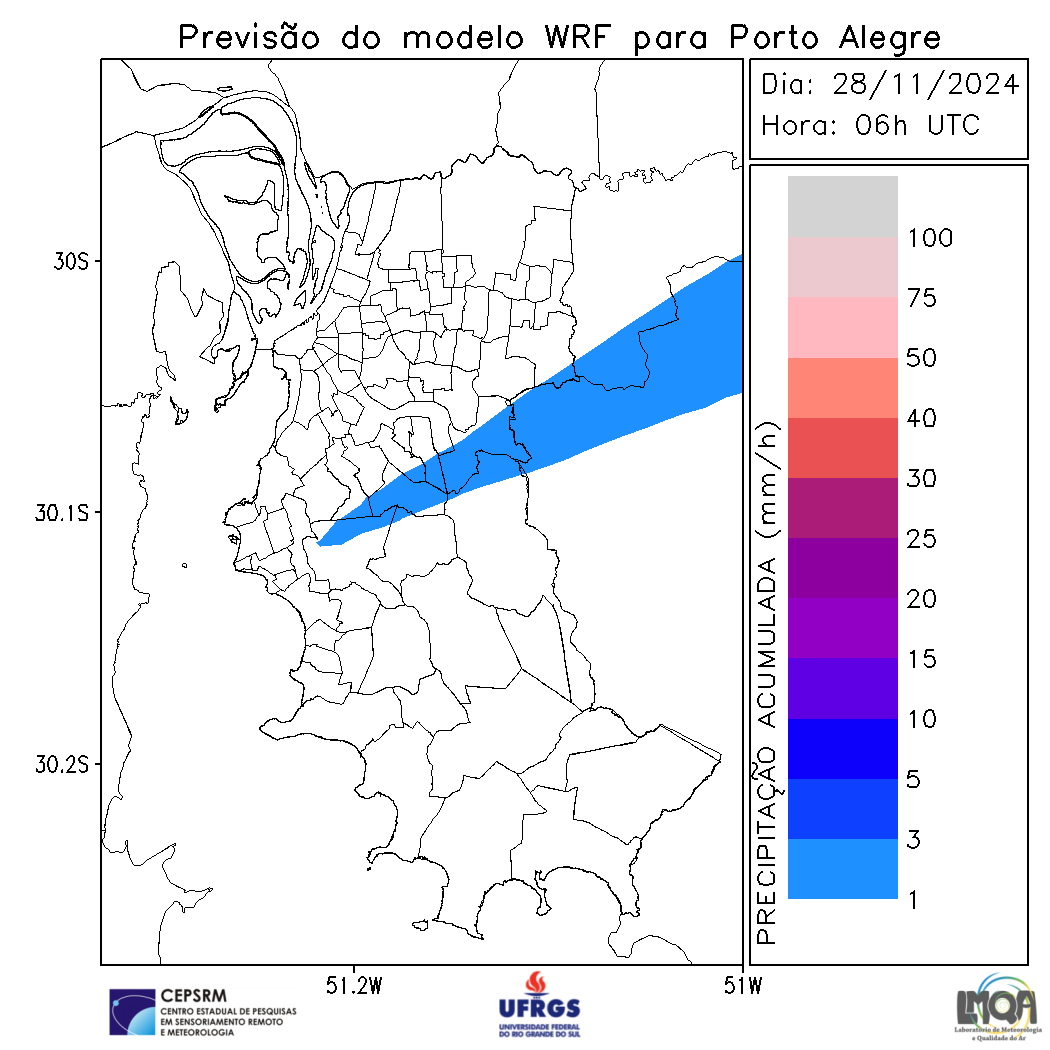 Previsão do modelo WRF para Porto Alegre
Dia: 28/11/2024
Hora: 06h UTC
30S
30.1S
30.2S
51.2W
51W
PRECIPITAÇÃO ACUMULADA (mm/h)
100
75
50
40
30
25
20
15
10
5
3
1
CEPSRM
CENTRO ESTADUAL DE PESQUISAS
EM SENSORIAMENTO REMOTO
E METEOROLOGIA
UFRGS
UNIVERSIDADE FEDERAL
DO RIO GRANDE DO SUL
LMQA
Laboratório de Meteorologia
e Qualidade do Ar